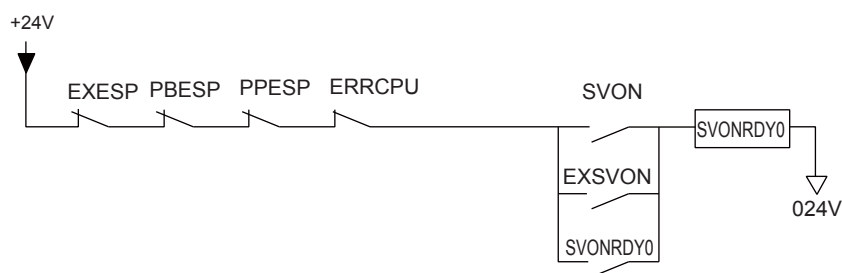 +24V
EXESP PBESP PPESP ERRCPU SVON
SVONRDY0
EXSVON
024V
SVONRDY0